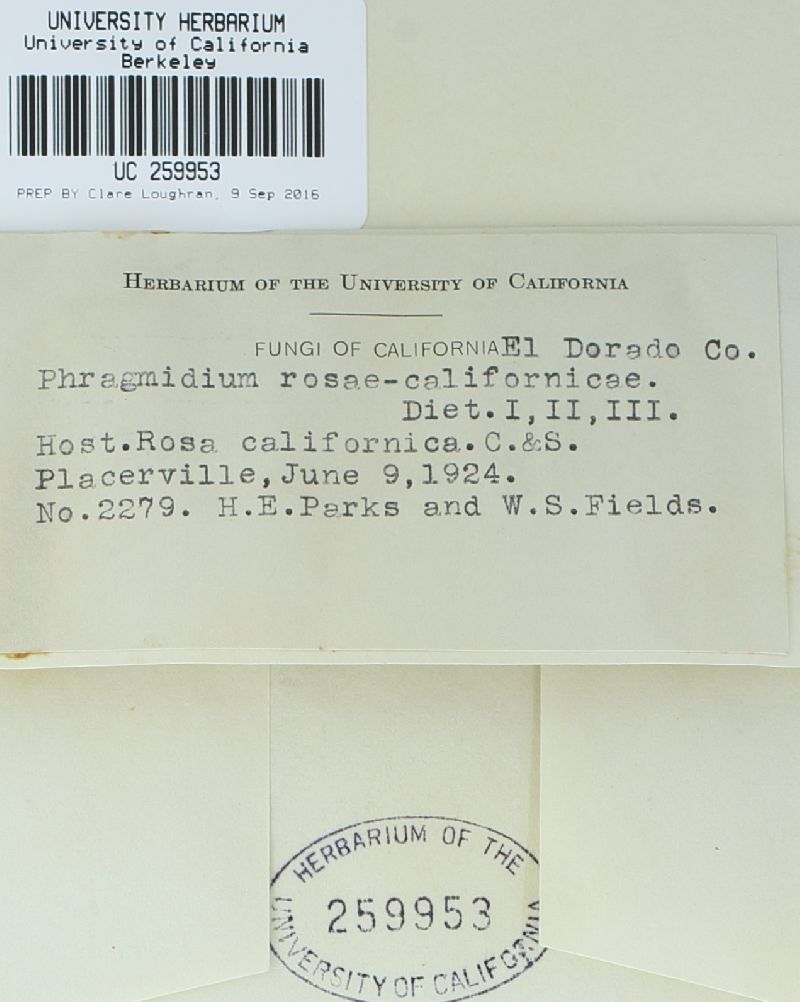 UNIVERSITY HERBARIUM
University of California
Berkeley
UC 259953
PREP BY Clare Loughran, 9 Sep 2016
HERBARIUM OF THE UNIVERSITY OF CALIFORNIA
FUNGI OF CALIFORNIA El Dorado Co.
Phragmidium rosae-californicae.
Diet. I, II, III.
Host. Rosa californica. C.&S.
Placerville, June 9, 1924.
No. 2279. H.E. Parks and W.S. Fields.
HERBARIUM OF THE
259953
UNIVERSITY OF CALIFORNIA